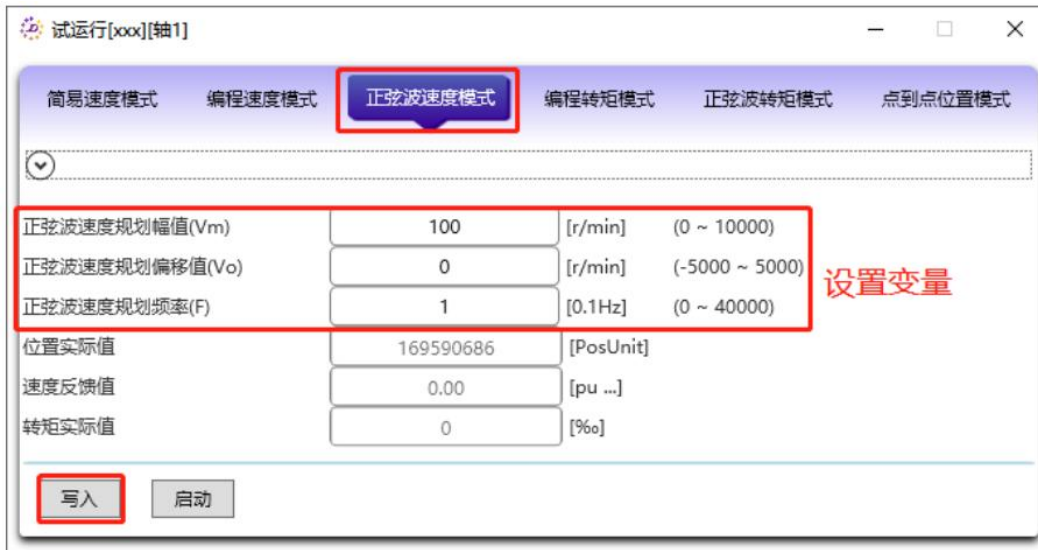 试运行[xxx][轴1]
简易速度模式 编程速度模式 正弦波速度模式 编程转矩模式 正弦波转矩模式 点到点位置模式
正弦波速度规划幅值(Vm) 100 [r/min] (0 ~ 10000)
正弦波速度规划偏移值(Vo) 0 [r/min] (-5000 ~ 5000)
设置变量
正弦波速度规划频率(F) 1 [0.1Hz] (0 ~ 40000)
位置实际值 169590686 [PosUnit]
速度反馈值 0.00 [pu ...]
转矩实际值 0 [‰]
写入 启动